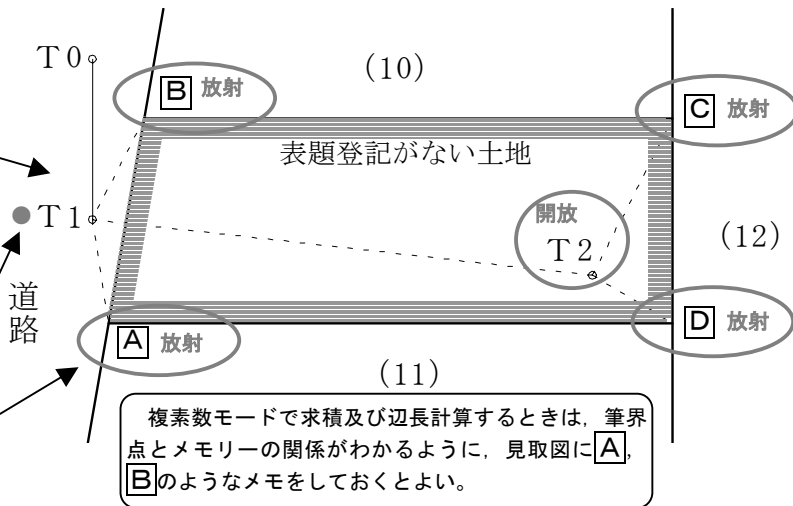 T0
B 放射
(10)
C 放射
表題登記がない土地
T1
開放
T2
(12)
道路
A 放射
D 放射
(11)
複素数モードで求積及び辺長計算するときは，筆界
点とメモリーの関係がわかるように，見取図にA，
Bのようなメモをしておくとよい。